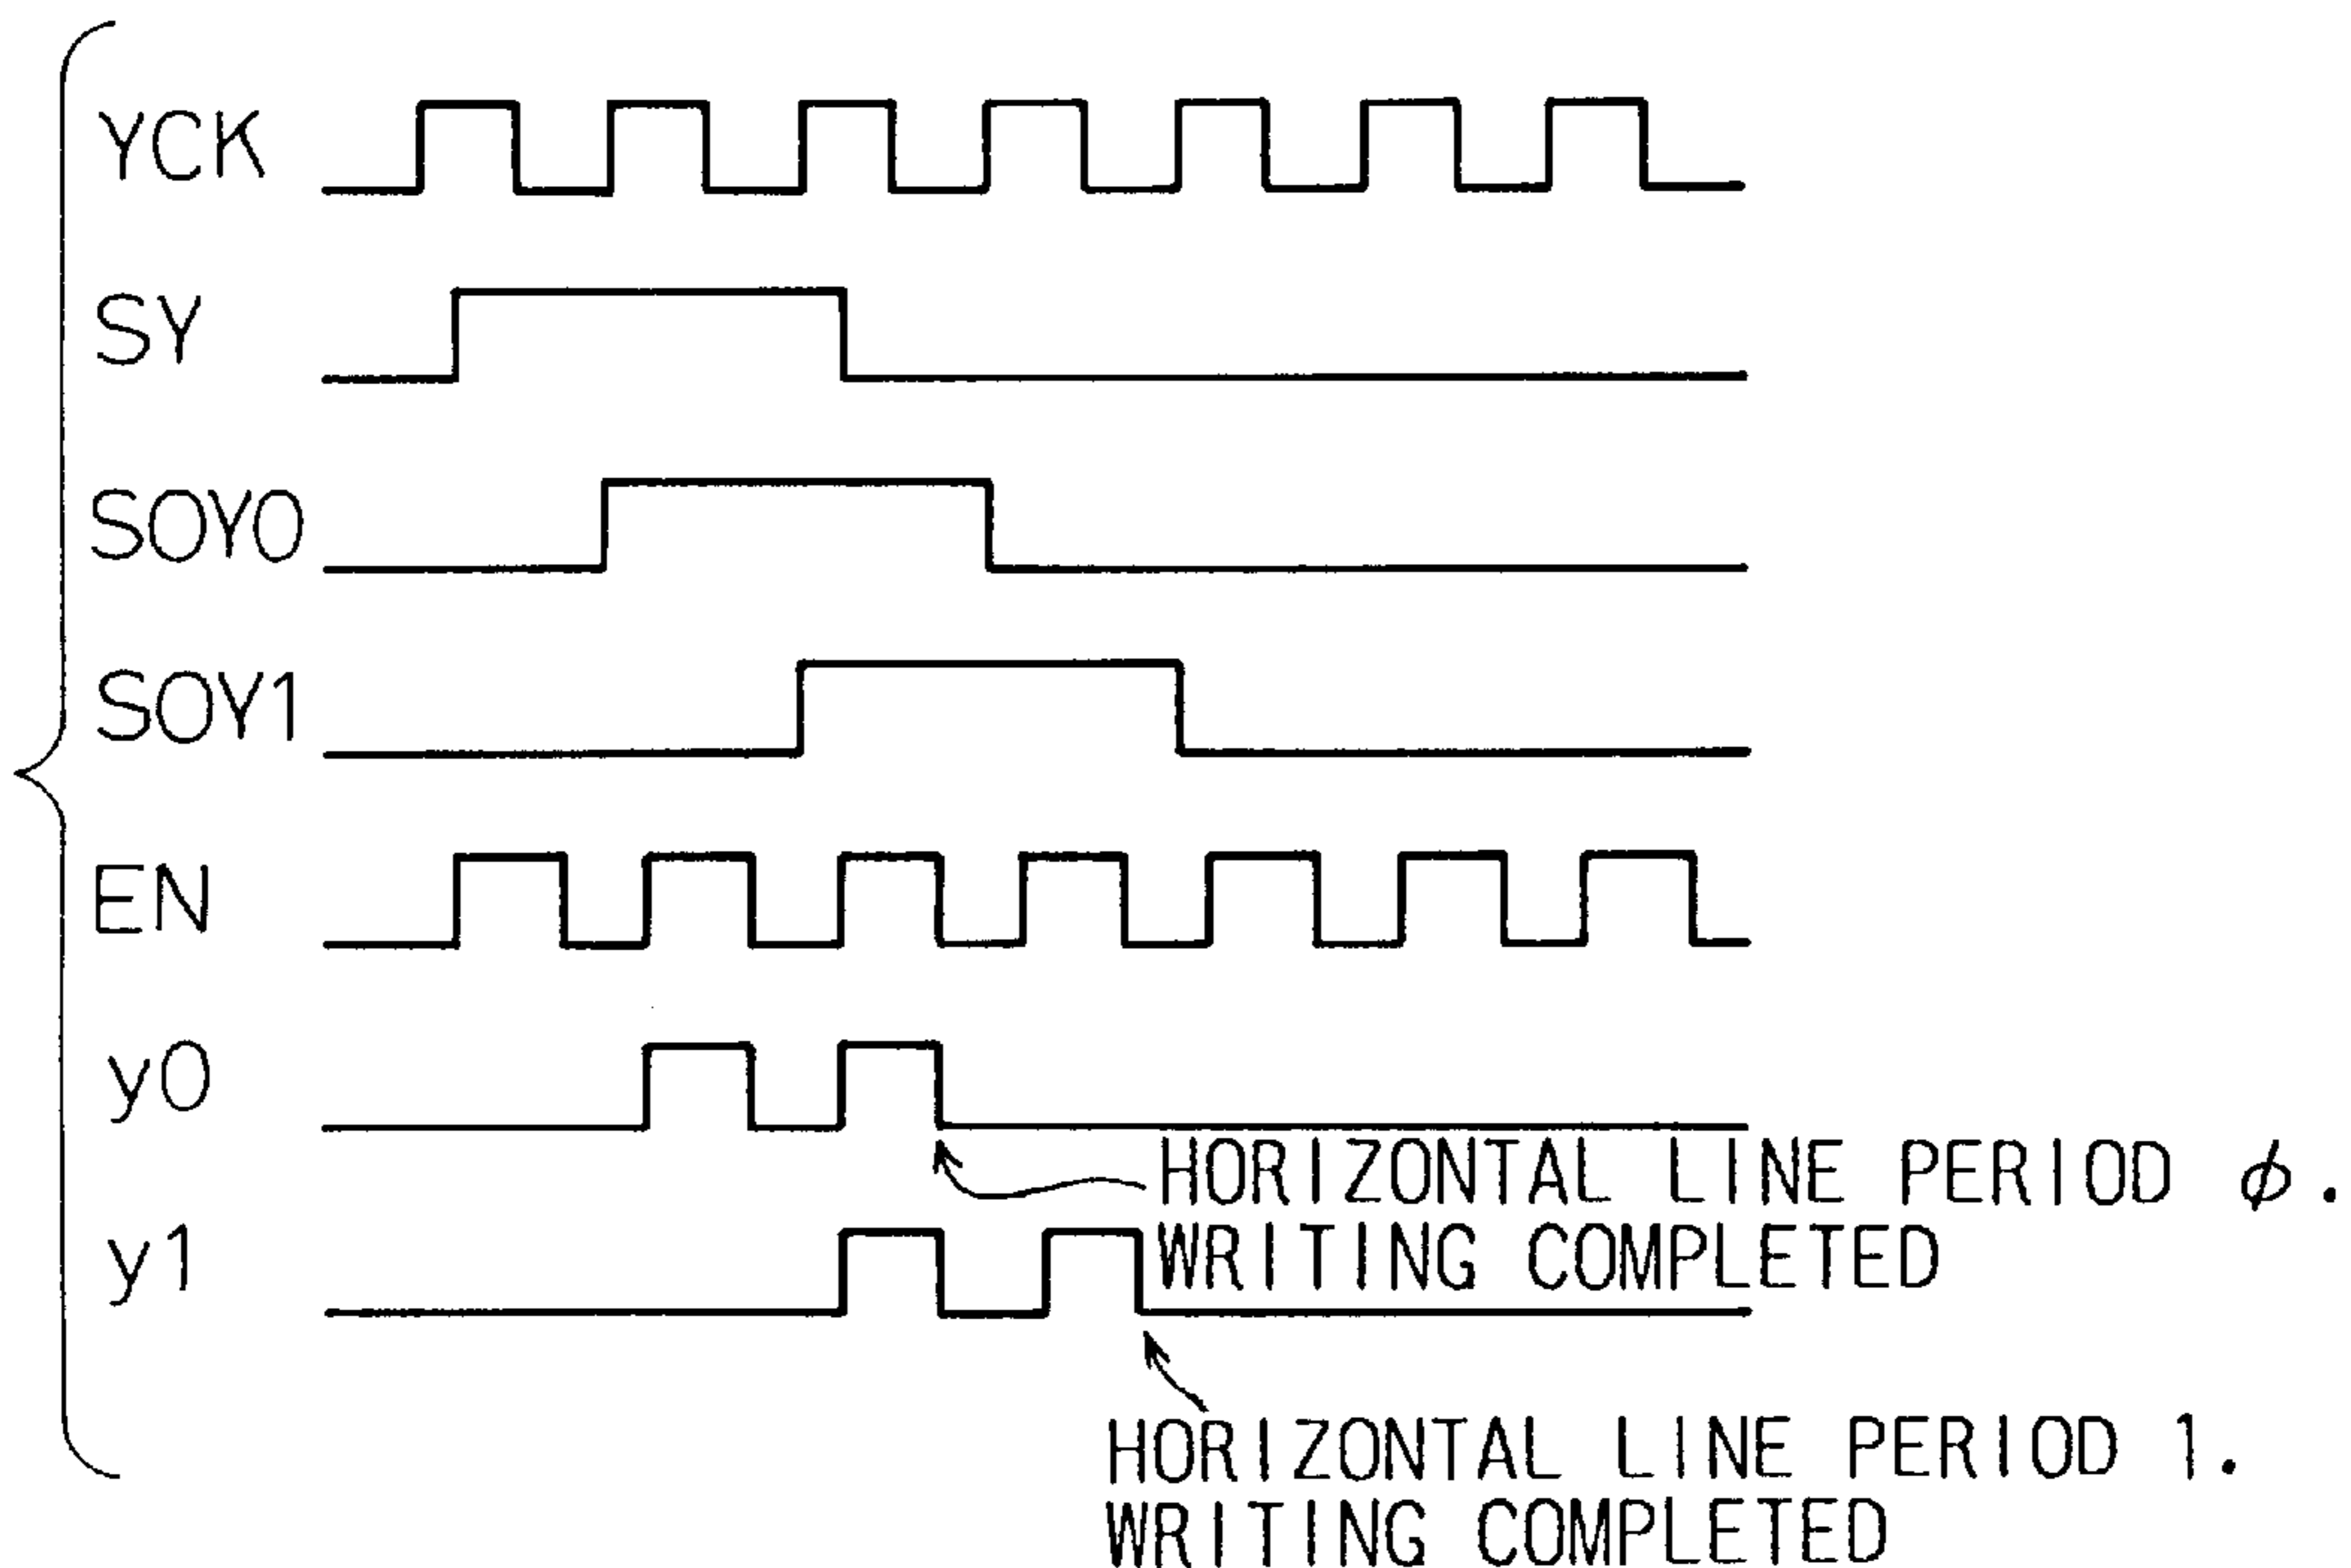 YCK
SY
SOY0
SOY1
EN
y0
HORIZONTAL LINE PERIOD φ.
WRITING COMPLETED
y1
HORIZONTAL LINE PERIOD 1.
WRITING COMPLETED